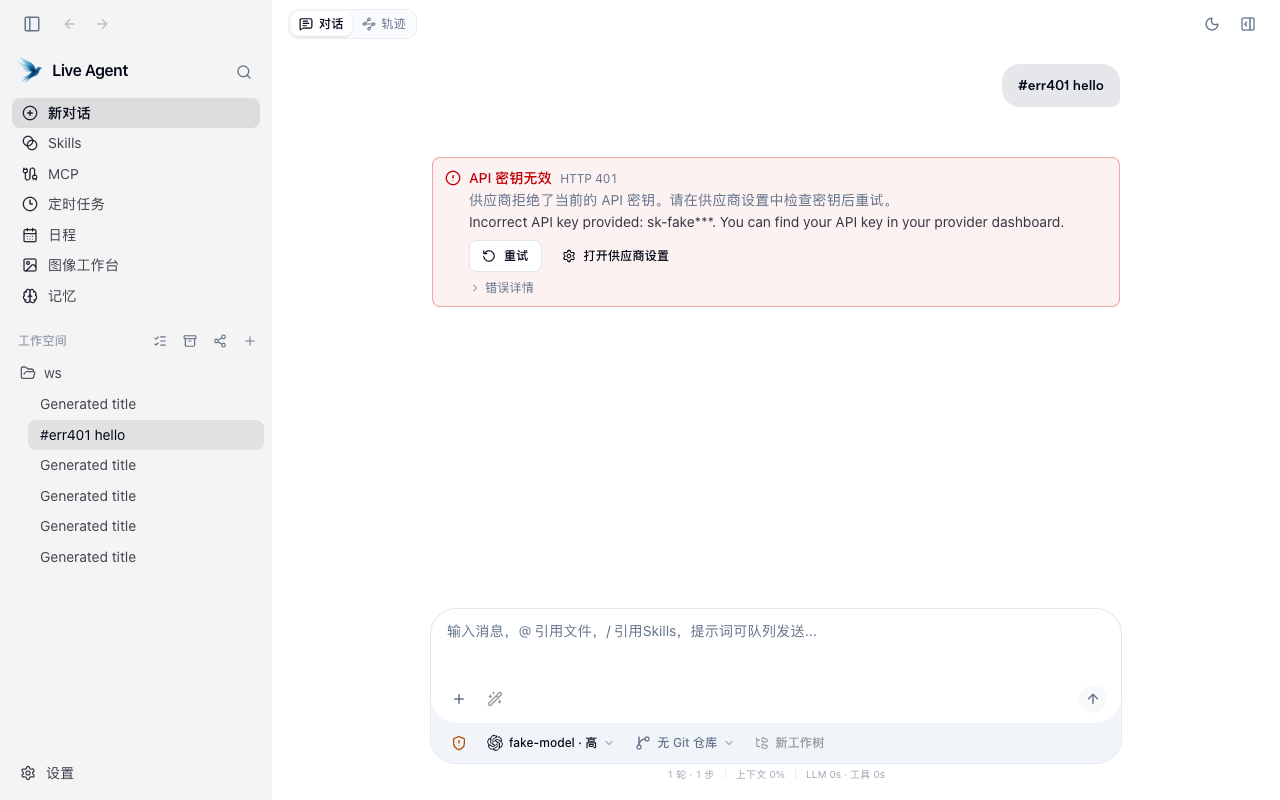 对话
轨迹
Live Agent
新对话
Skills
MCP
定时任务
日程
图像工作台
记忆
工作空间
ws
Generated title
#err401 hello
Generated title
Generated title
Generated title
Generated title
设置
#err401 hello
API 密钥无效 HTTP 401
供应商拒绝了当前的 API 密钥。请在供应商设置中检查密钥后重试。
Incorrect API key provided: sk-fake***. You can find your API key in your provider dashboard.
重试 打开供应商设置
错误详情
输入消息，@ 引用文件，/ 引用Skills，提示词可队列发送...
fake-model · 高 无 Git 仓库 新工作树
1 轮 · 1 步 上下文 0% LLM 0s · 工具 0s